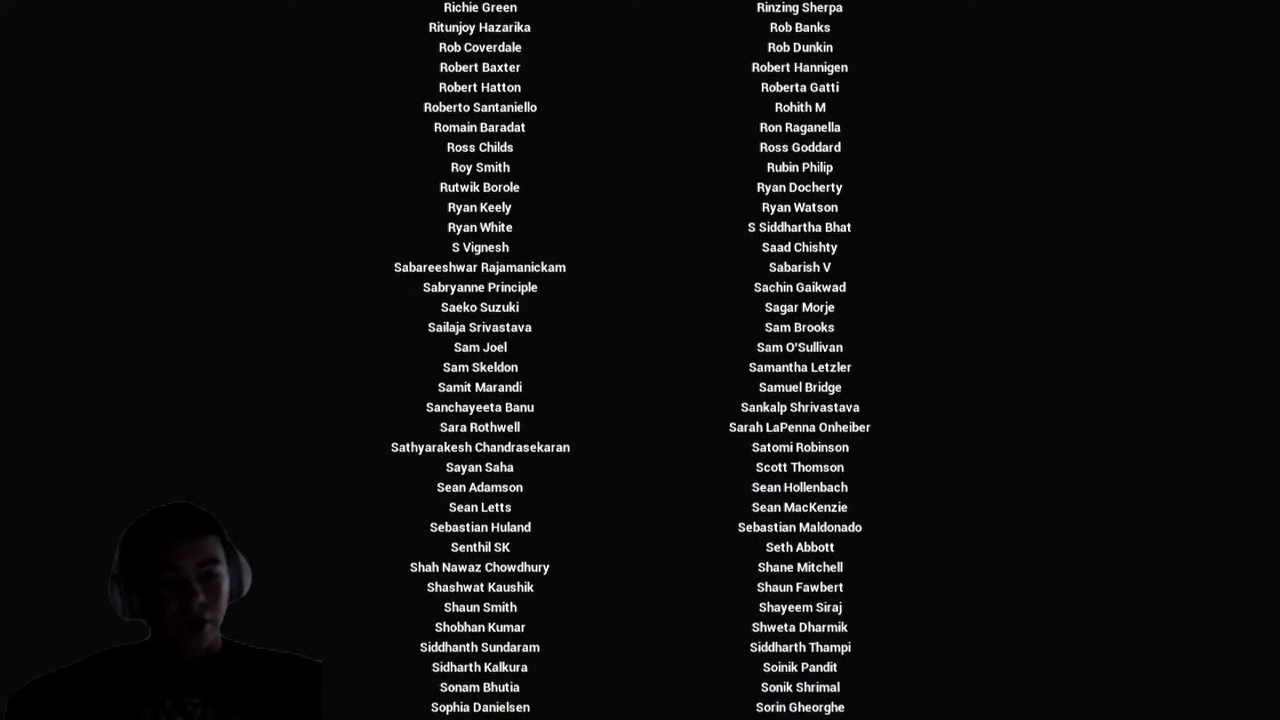 Richie Green Rinzing Sherpa
Ritunjoy Hazarika Rob Banks
Rob Coverdale Rob Dunkin
Robert Baxter Robert Hannigen
Robert Hatton Roberta Gatti
Roberto Santaniello Rohith M
Romain Baradat Ron Raganella
Ross Childs Ross Goddard
Roy Smith Rubin Philip
Rutwik Borole Ryan Docherty
Ryan Keely Ryan Watson
Ryan White S Siddhartha Bhat
S Vignesh Saad Chishty
Sabareeshwar Rajamanickam Sabarish V
Sabryanne Principle Sachin Gaikwad
Saeko Suzuki Sagar Morje
Sailaja Srivastava Sam Brooks
Sam Joel Sam O'Sullivan
Sam Skeldon Samantha Letzler
Samit Marandi Samuel Bridge
Sanchayeeta Banu Sankalp Shrivastava
Sara Rothwell Sarah LaPenna Onheiber
Sathyarakesh Chandrasekaran Satomi Robinson
Sayan Saha Scott Thomson
Sean Adamson Sean Hollenbach
Sean Letts Sean MacKenzie
Sebastian Huland Sebastian Maldonado
Senthil SK Seth Abbott
Shah Nawaz Chowdhury Shane Mitchell
Shashwat Kaushik Shaun Fawbert
Shaun Smith Shayeem Siraj
Shobhan Kumar Shweta Dharmik
Siddhanth Sundaram Siddharth Thampi
Sidharth Kalkura Soinik Pandit
Sonam Bhutia Sonik Shrimal
Sophia Danielsen Sorin Gheorghe